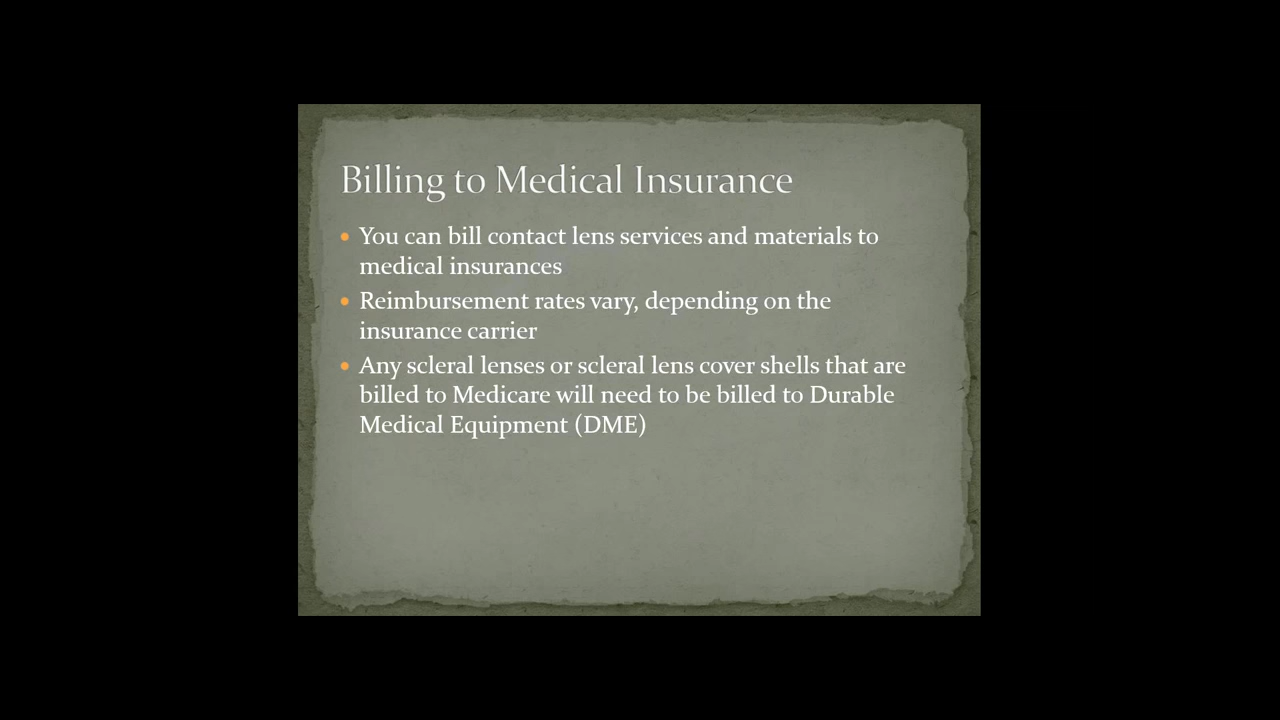 Billing to Medical Insurance
• You can bill contact lens services and materials to
medical insurances
• Reimbursement rates vary, depending on the
insurance carrier
• Any scleral lenses or scleral lens cover shells that are
billed to Medicare will need to be billed to Durable
Medical Equipment (DME)